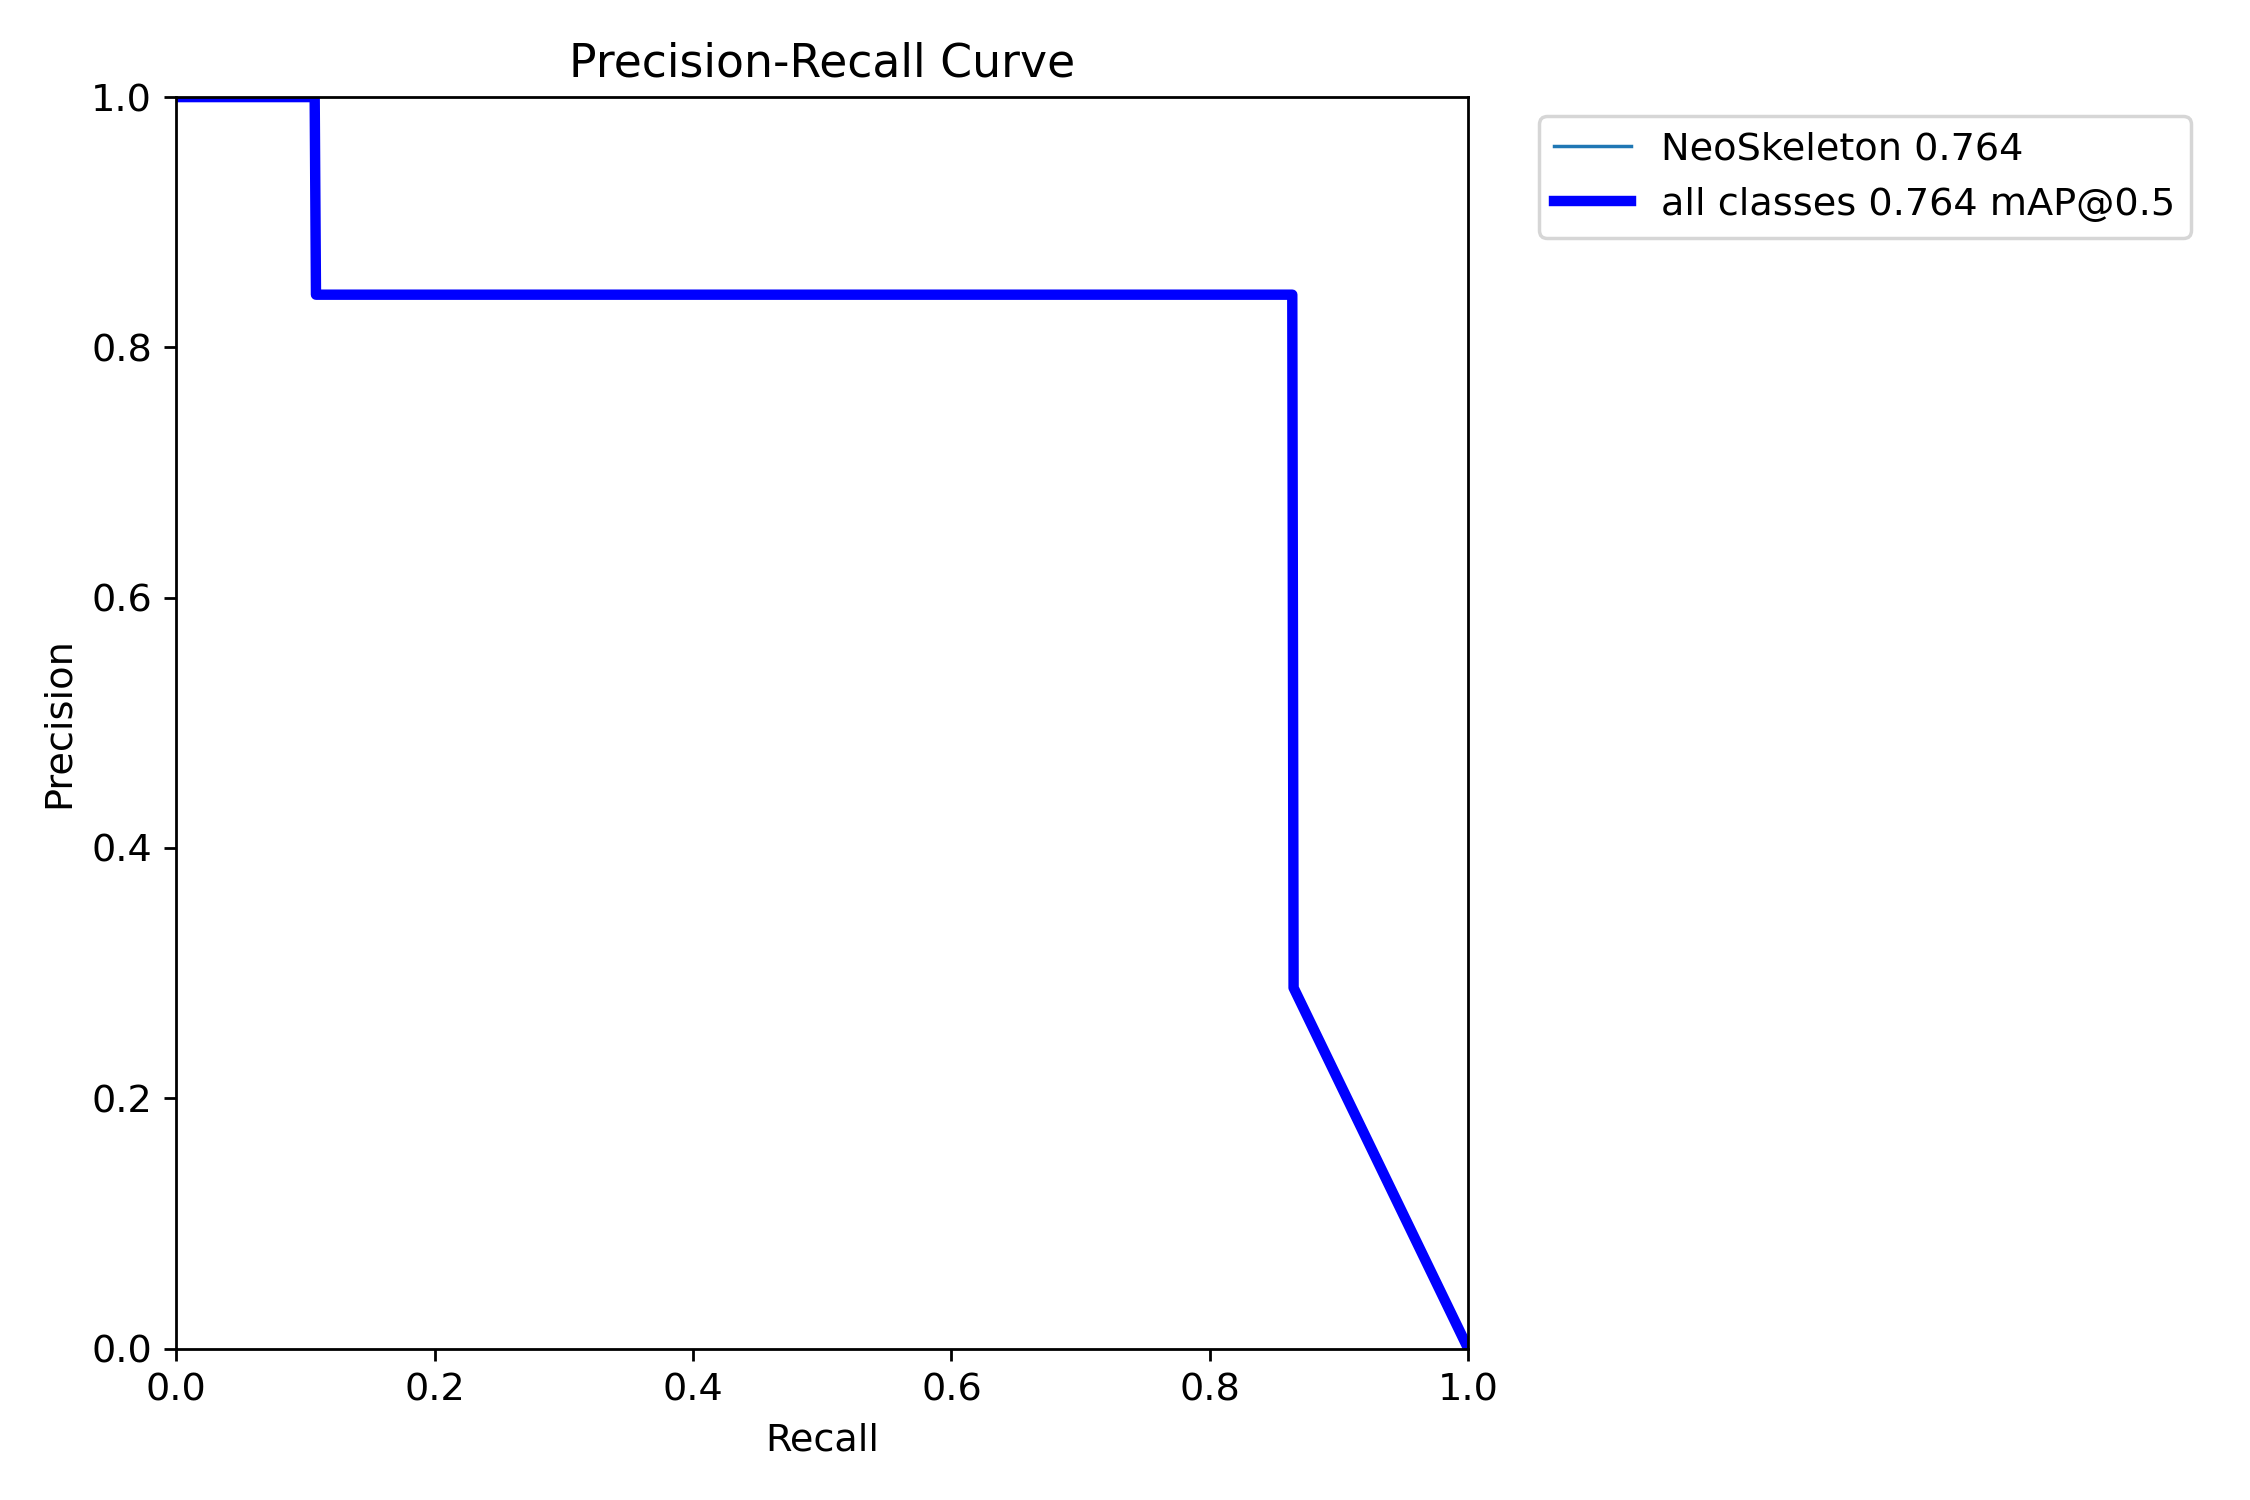 Precision-Recall Curve
1.0
0.8
0.6
0.4
0.2
0.0
Precision
0.0 0.2 0.4 0.6 0.8 1.0
Recall
NeoSkeleton 0.764
all classes 0.764 mAP@0.5